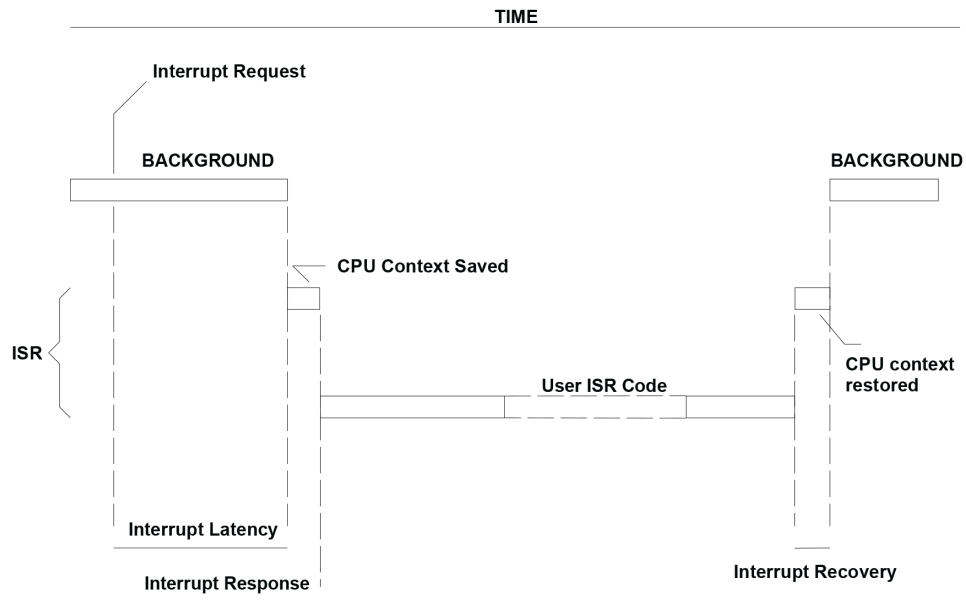 TIME
Interrupt Request
BACKGROUND
BACKGROUND
CPU Context Saved
ISR
CPU context
restored
User ISR Code
Interrupt Latency
Interrupt Recovery
Interrupt Response